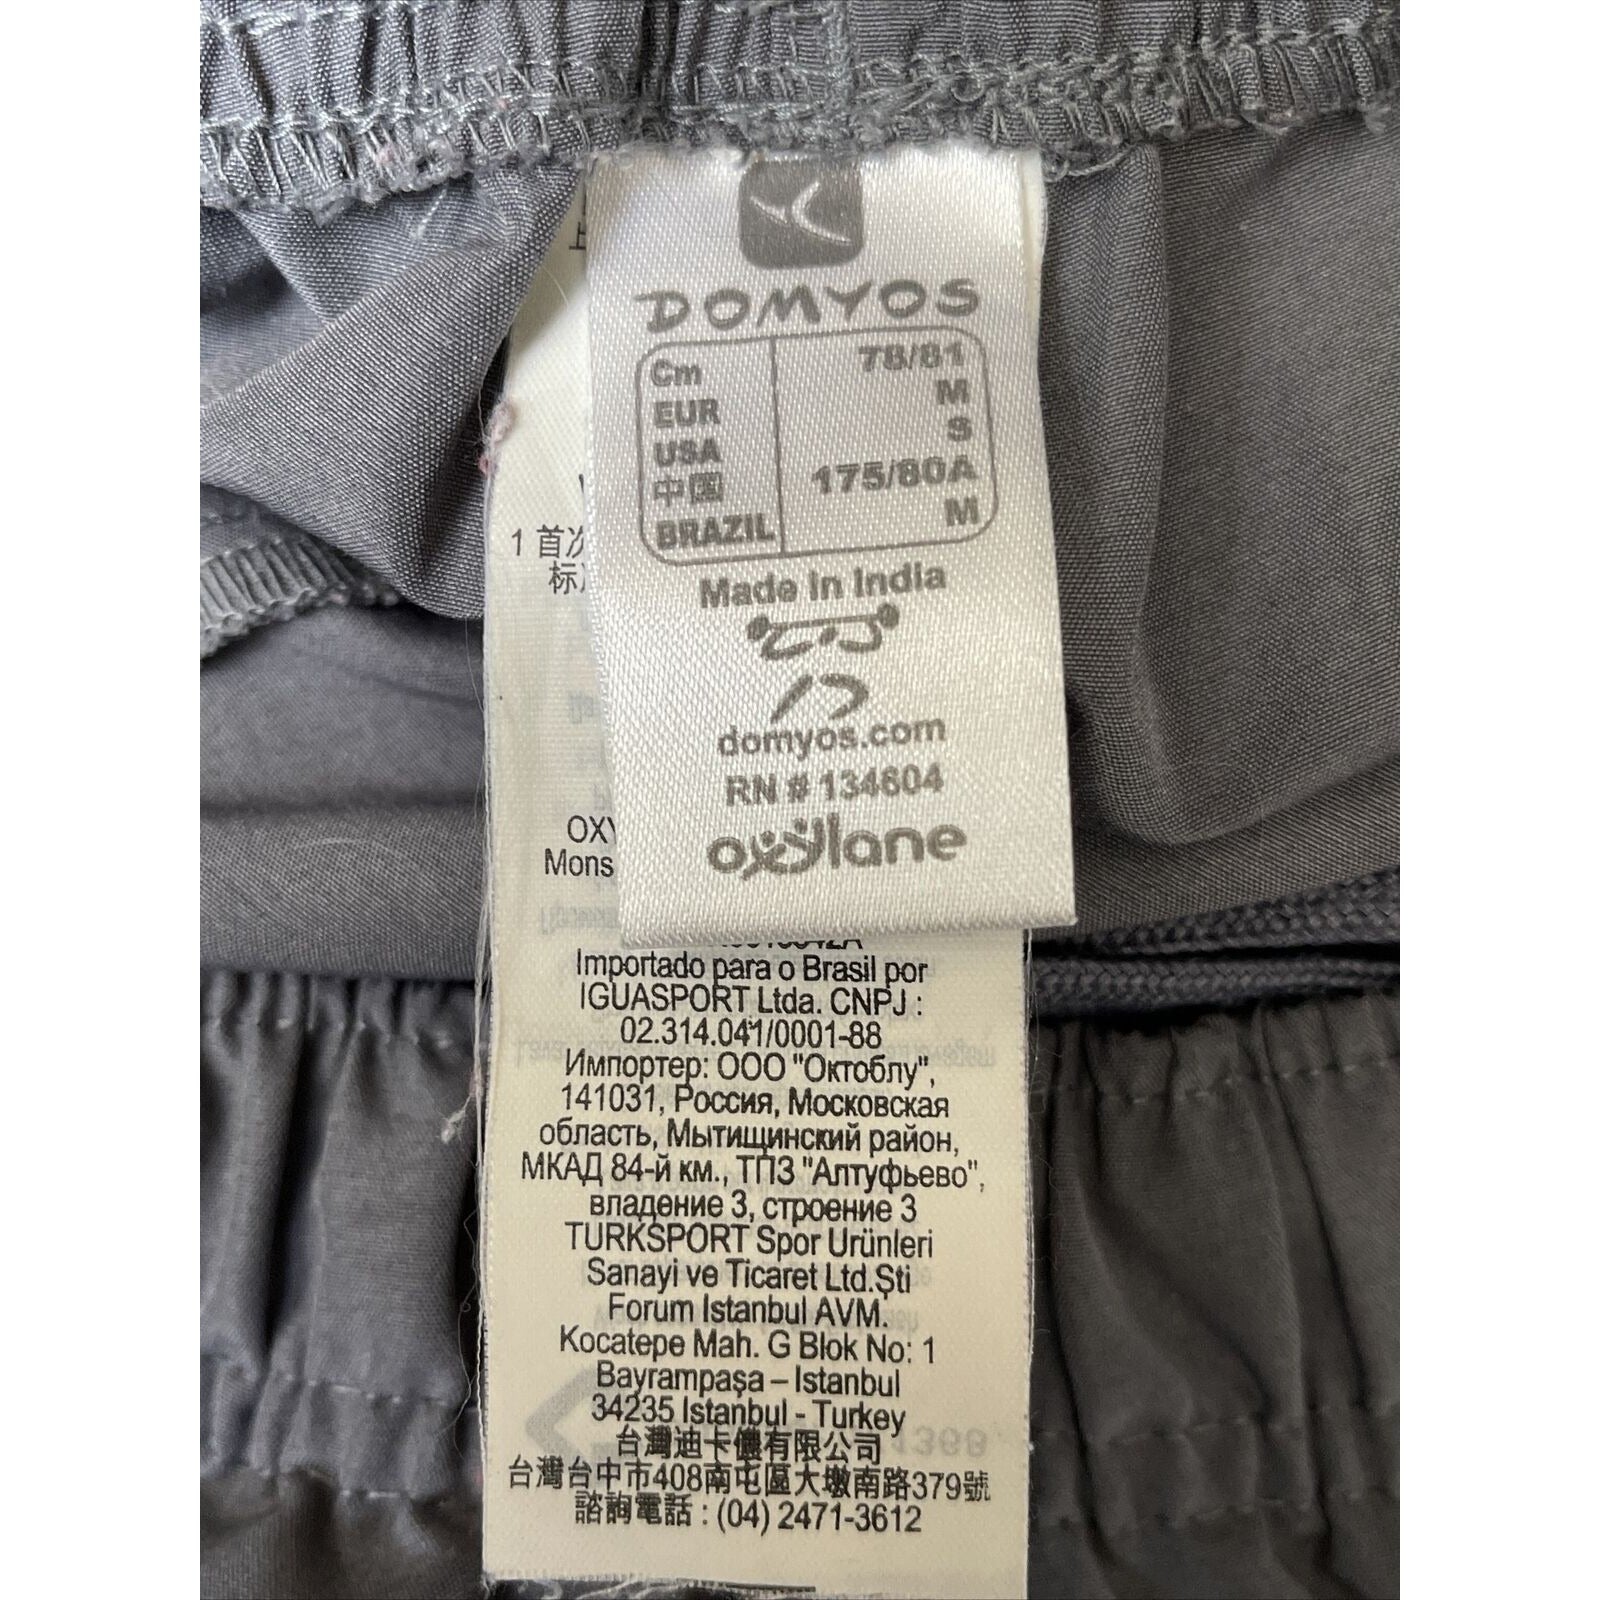 DOMYOS
Cm 78/81
EUR M
USA S
中国 175/80A
BRAZIL M
Made in India
domyos.com
RN # 134604
oxylane
1 首次
Importado para o Brasil por
IGUASPORT Ltda. CNPJ :
02.314.041/0001-88
Импортер: ООО "Октоблу",
141031, Россия, Московская
область, Мытищинский район,
МКАД 84-й км., ТПЗ "Алтуфьево",
владение 3, строение 3
TURKSPORT Spor Urünleri
Sanayi ve Ticaret Ltd.Şti
Forum Istanbul AVM.
Kocatepe Mah. G Blok No: 1
Bayrampaşa – Istanbul
34235 Istanbul - Turkey
台灣迪卡儂有限公司
台灣台中市408南屯區大墩南路379號
諮詢電話 : (04) 2471-3612